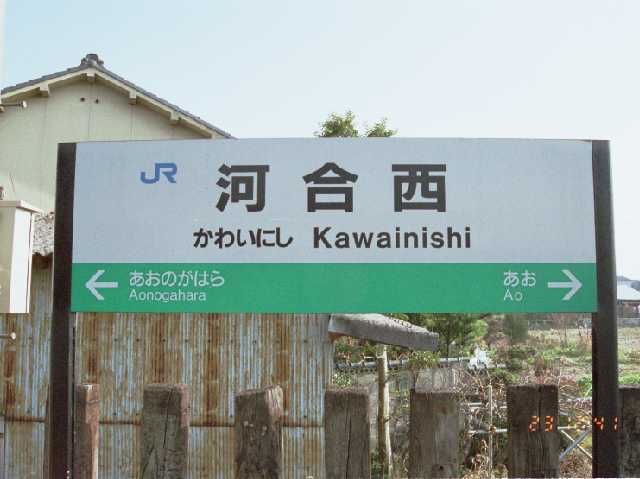 JR
河合西
かわいにし Kawainishi
← あおのがはら
Aonogahara
あお →
Ao